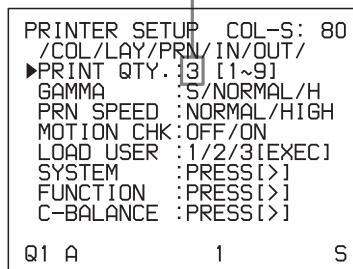 PRINTER SETUP COL-S: 80
/COL/LAY/PRN/IN/OUT/
▶PRINT QTY.:3 [1~9]
GAMMA :S/NORMAL/H
PRN SPEED :NORMAL/HIGH
MOTION CHK:OFF/ON
LOAD USER :1/2/3[EXEC]
SYSTEM :PRESS[>]
FUNCTION :PRESS[>]
C-BALANCE :PRESS[>]
Q1 A 1 S